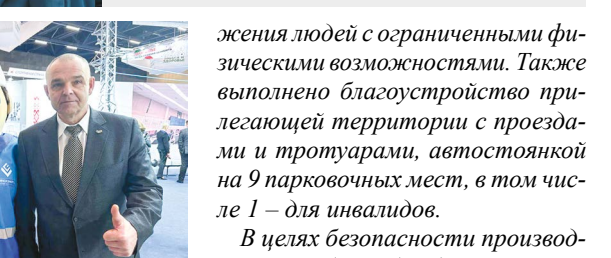 жения людей с ограниченными фи-
зическими возможностями. Также
выполнено благоустройство при-
легающей территории с проезда-
ми и тротуарами, автостоянкой
на 9 парковочных мест, в том чис-
ле 1 – для инвалидов.
В целях безопасности производ-